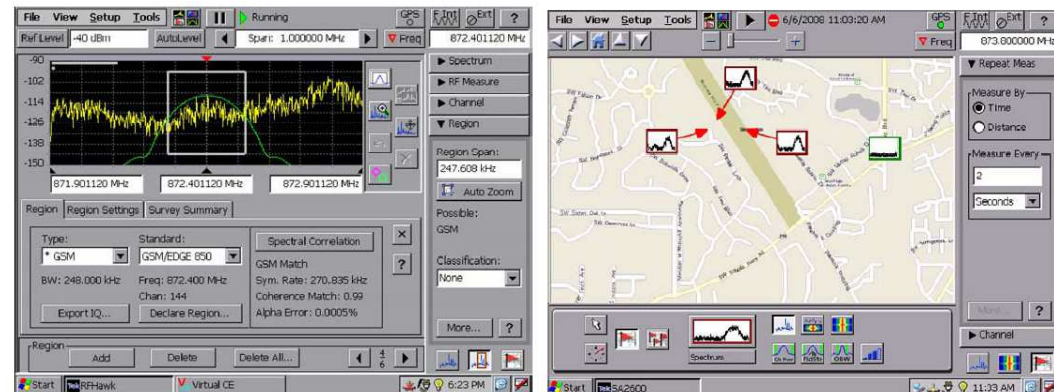 File View Setup Tools Running GPS F Int Ext ?
Ref Level -40 dBm AutoLevel Span: 1.000000 MHz Freq 872.401120 MHz
-90
-102
-114
-126
-138
-150
871.901120 MHz 872.401120 MHz 872.901120 MHz
Spectrum
RF Measure
Channel
Region
Region Span:
247.608 kHz
Auto Zoom
Possible:
GSM
Classification:
None
More... ?
Region Region Settings Survey Summary
Type: Standard: Spectral Correlation
* GSM GSM/EDGE 850
BW: 248.000 kHz Freq: 872.400 MHz
Chan: 144
GSM Match
Sym. Rate: 270.835 kHz
Coherence Match: 0.99
Alpha Error: 0.0005%
Export IQ... Declare Region...
?
Region
Add Delete Delete All... 4 6
Start RFHawk Virtual CE 6:23 PM
File View Setup Tools 6/6/2008 11:03:20 AM GPS F Int Ext ?
Freq 873.800000 MHz
Repeat Meas
Measure By
Time
Distance
Measure Every
2
Seconds
More... ?
Channel
Spectrum
OBW
Start SA2600 11:33 AM